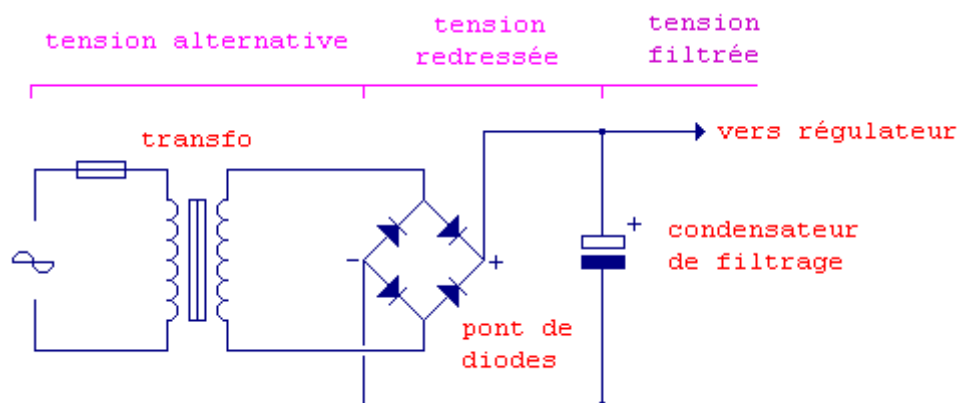 tension alternative
tension
redressée
tension
filtrée
transfo
vers régulateur
+
condensateur
de filtrage
-
+
pont de
diodes